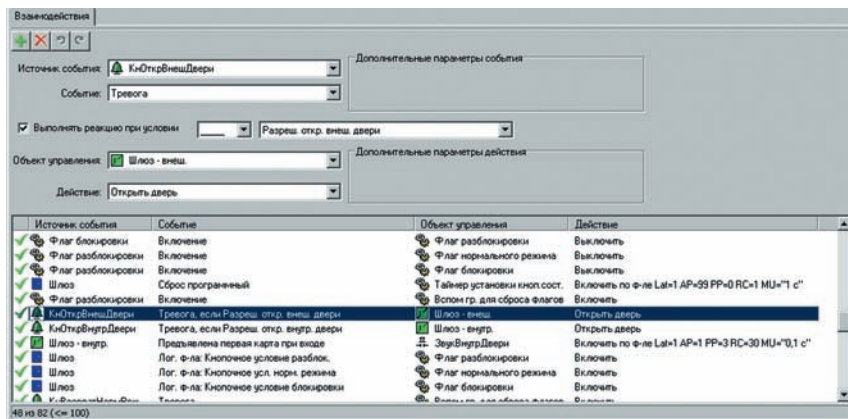 Взаимодействия
Дополнительные параметры события
Источник события: КнОткрВнешДвери
Событие: Тревога
Выполнять реакцию при условии ____ Разреш. откр. внеш. двери
Дополнительные параметры действия
Объект управления: Шлюз - внеш.
Действие: Открыть дверь
Источник события Событие Объект управления Действие
Флаг блокировки Включение Флаг разблокировки Выключить
Флаг разблокировки Включение Флаг нормального режима Выключить
Флаг разблокировки Включение Флаг блокировки Выключить
Шлюз Сброс программный Таймер установки кноп.сост. Включить по ф-ле Lat=1 AP=99 PP=0 RC=1 MU="1 с"
Флаг разблокировки Включение Вспом гр. для сброса флагов Включить
КнОткрВнешДвери Тревога, если Разреш. откр. внеш. двери Шлюз - внеш. Открыть дверь
КнОткрВнутрДвери Тревога, если Разреш. откр. внутр. двери Шлюз - внутр. Открыть дверь
Шлюз - внутр. Предъявлена первая карта при входе ЗвукВнутрДвери Включить по ф-ле Lat=1 AP=1 PP=3 RC=30 MU="0,1 с"
Шлюз Лог. ф-ла: Кнопочное условие разблок. Флаг разблокировки Включить
Шлюз Лог. ф-ла: Кнопочное усл. норм. режима Флаг нормального режима Включить
Шлюз Лог. ф-ла: Кнопочное условие блокировки Флаг блокировки Включить
Тревога Вспом гр. для сброса флагов Включить
48 из 82 (<= 100)